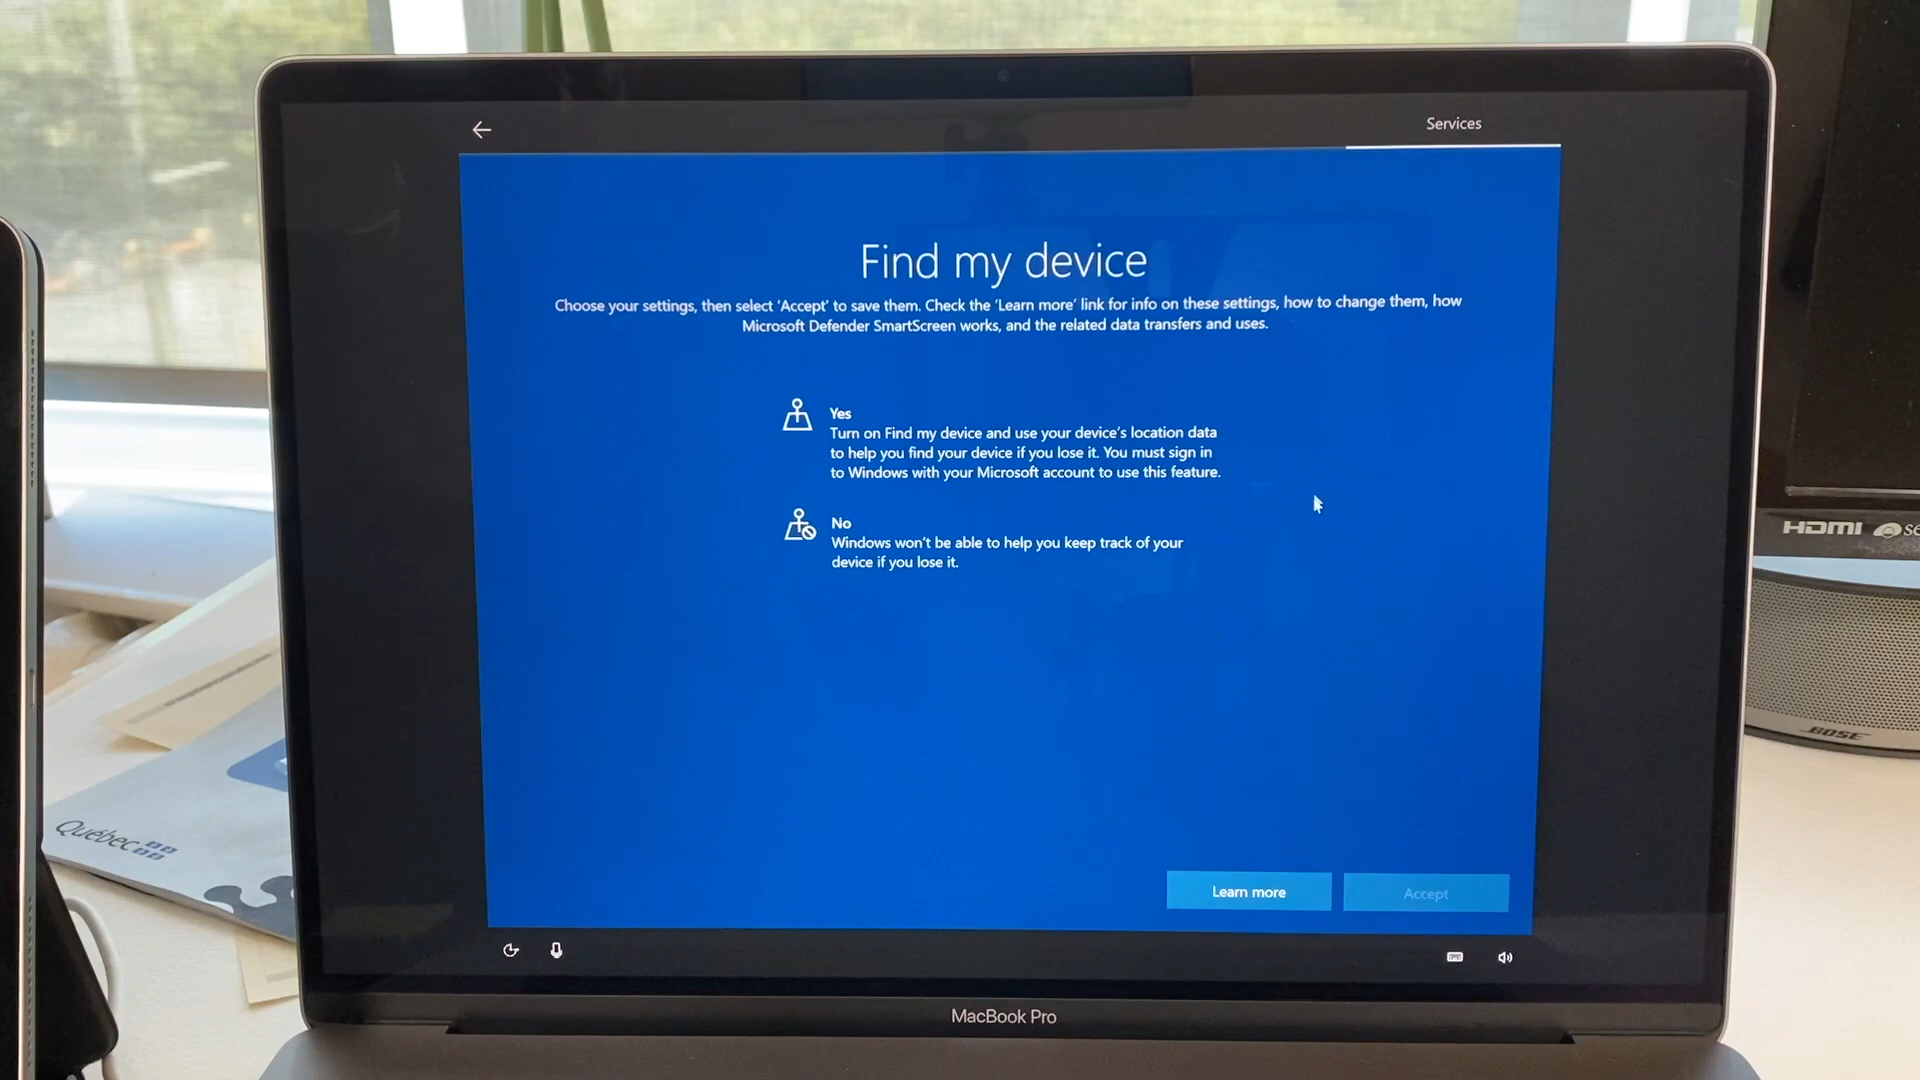 Services
Find my device
Choose your settings, then select 'Accept' to save them. Check the 'Learn more' link for info on these settings, how to change them, how
Microsoft Defender SmartScreen works, and the related data transfers and uses.
Yes
Turn on Find my device and use your device's location data
to help you find your device if you lose it. You must sign in
to Windows with your Microsoft account to use this feature.
No
Windows won't be able to help you keep track of your
device if you lose it.
Learn more
Accept
MacBook Pro
HDMI
BOSE
Québec